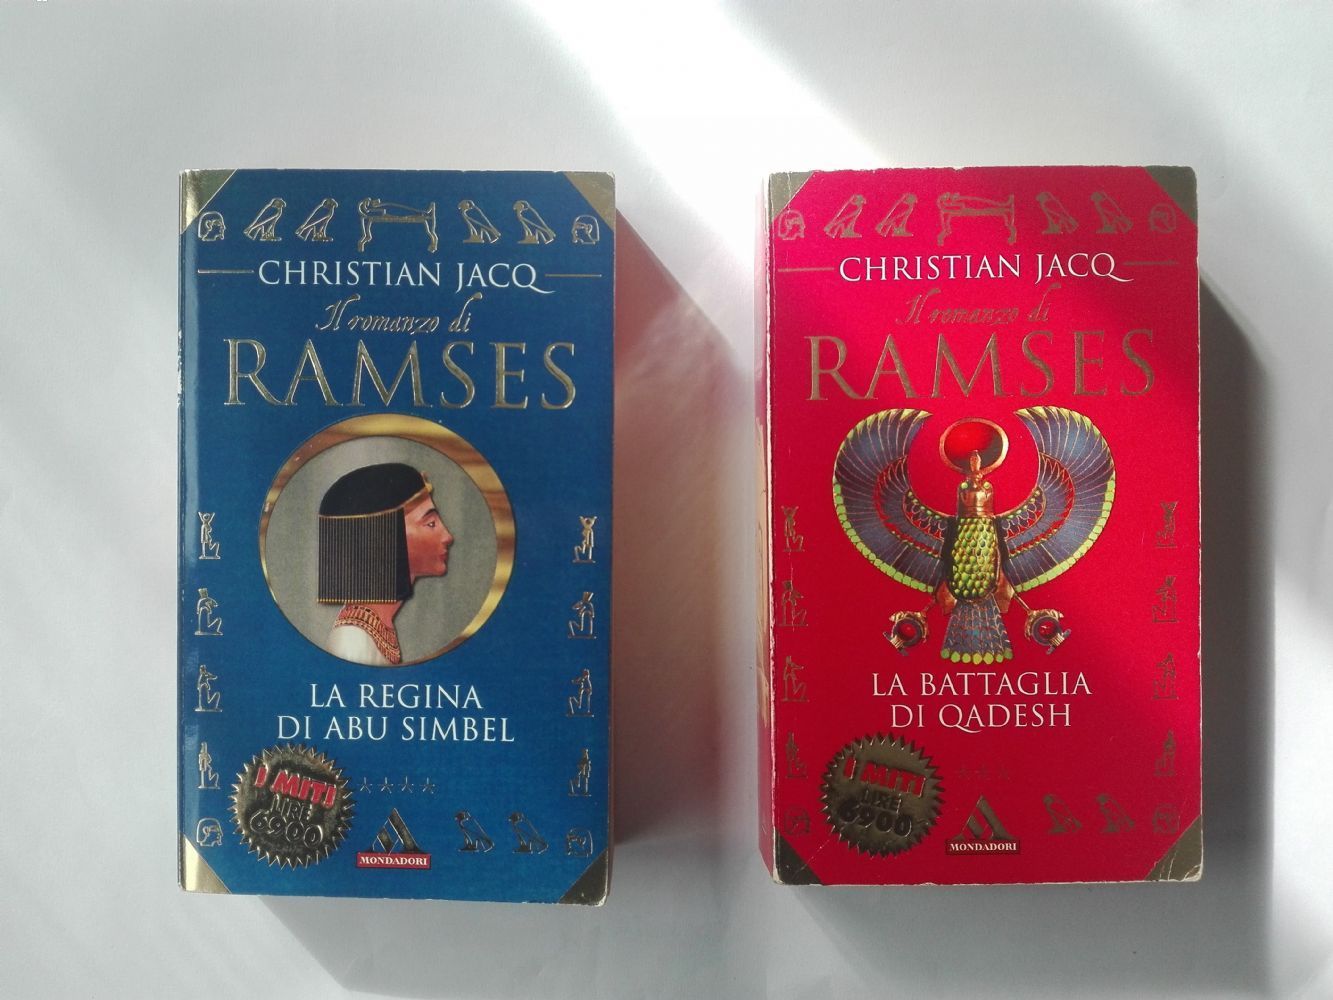 CHRISTIAN JACQ
Il romanzo di
RAMSES
LA REGINA
DI ABU SIMBEL
I MITI
LIRE
6900
MONDADORI
CHRISTIAN JACQ
Il romanzo di
RAMSES
LA BATTAGLIA
DI QADESH
I MITI
LIRE
6900
MONDADORI